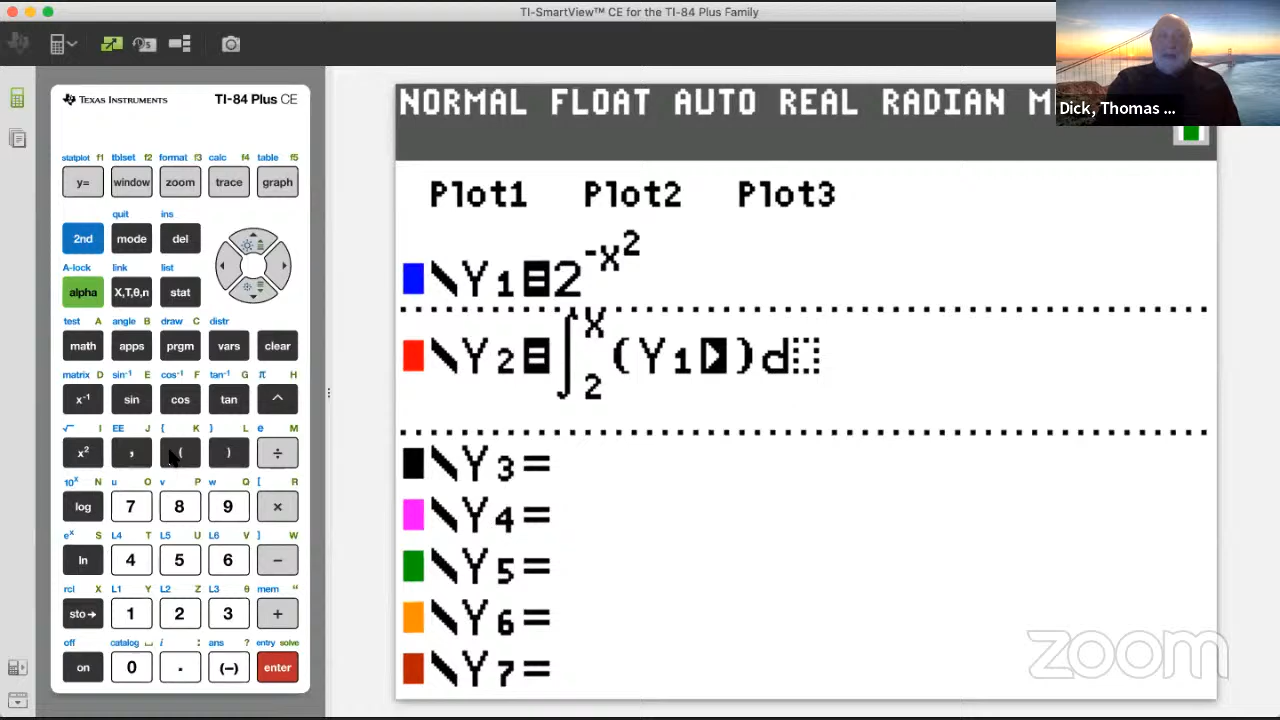 TI-SmartView™ CE for the TI-84 Plus Family
Dick, Thomas ...
TEXAS INSTRUMENTS TI-84 Plus CE
statplot f1 tblset f2 format f3 calc f4 table f5
y= window zoom trace graph
quit ins
2nd mode del
A-lock link list
alpha X,T,θ,n stat
test A angle B draw C distr
math apps prgm vars clear
matrix D sin⁻¹ E cos⁻¹ F tan⁻¹ G π H
x⁻¹ sin cos tan ^
√ I EE J { K } L e M
x² , ( ) ÷
10ˣ N u O v P w Q [ R
log 7 8 9 ×
eˣ S L4 T L5 U L6 V ] W
ln 4 5 6 −
rcl X L1 Y L2 Z L3 θ mem "
sto→ 1 2 3 +
off catalog ⎵ i : ans ? entry solve
on 0 . (−) enter
NORMAL FLOAT AUTO REAL RADIAN M
Plot1 Plot2 Plot3
\Y₁=2^-X²
\Y₂=∫₂ˣ(Y₁)d
\Y₃=
\Y₄=
\Y₅=
\Y₆=
\Y₇=
zoom